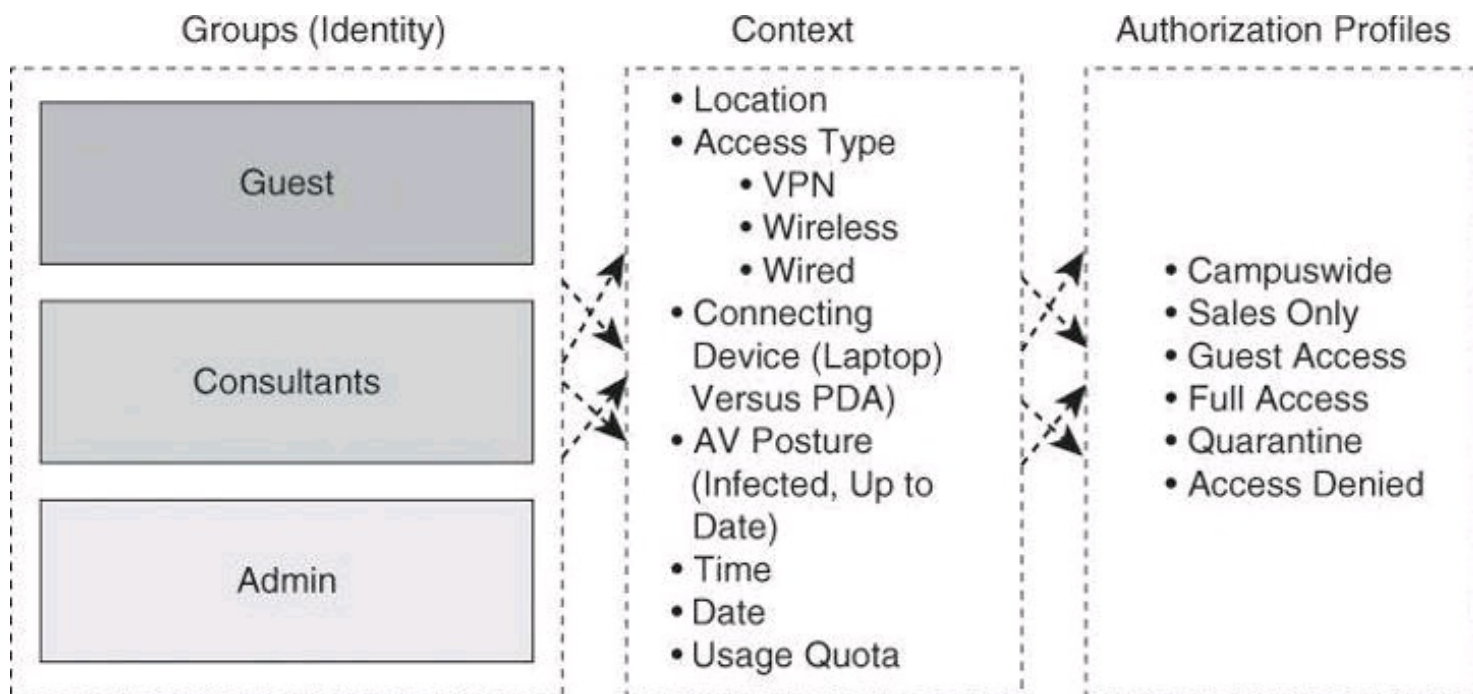 Groups (Identity)
Context
Authorization Profiles
Guest
Consultants
Admin
• Location
• Access Type
• VPN
• Wireless
• Wired
• Connecting
Device (Laptop)
Versus PDA)
• AV Posture
(Infected, Up to
Date)
• Time
• Date
• Usage Quota
• Campuswide
• Sales Only
• Guest Access
• Full Access
• Quarantine
• Access Denied